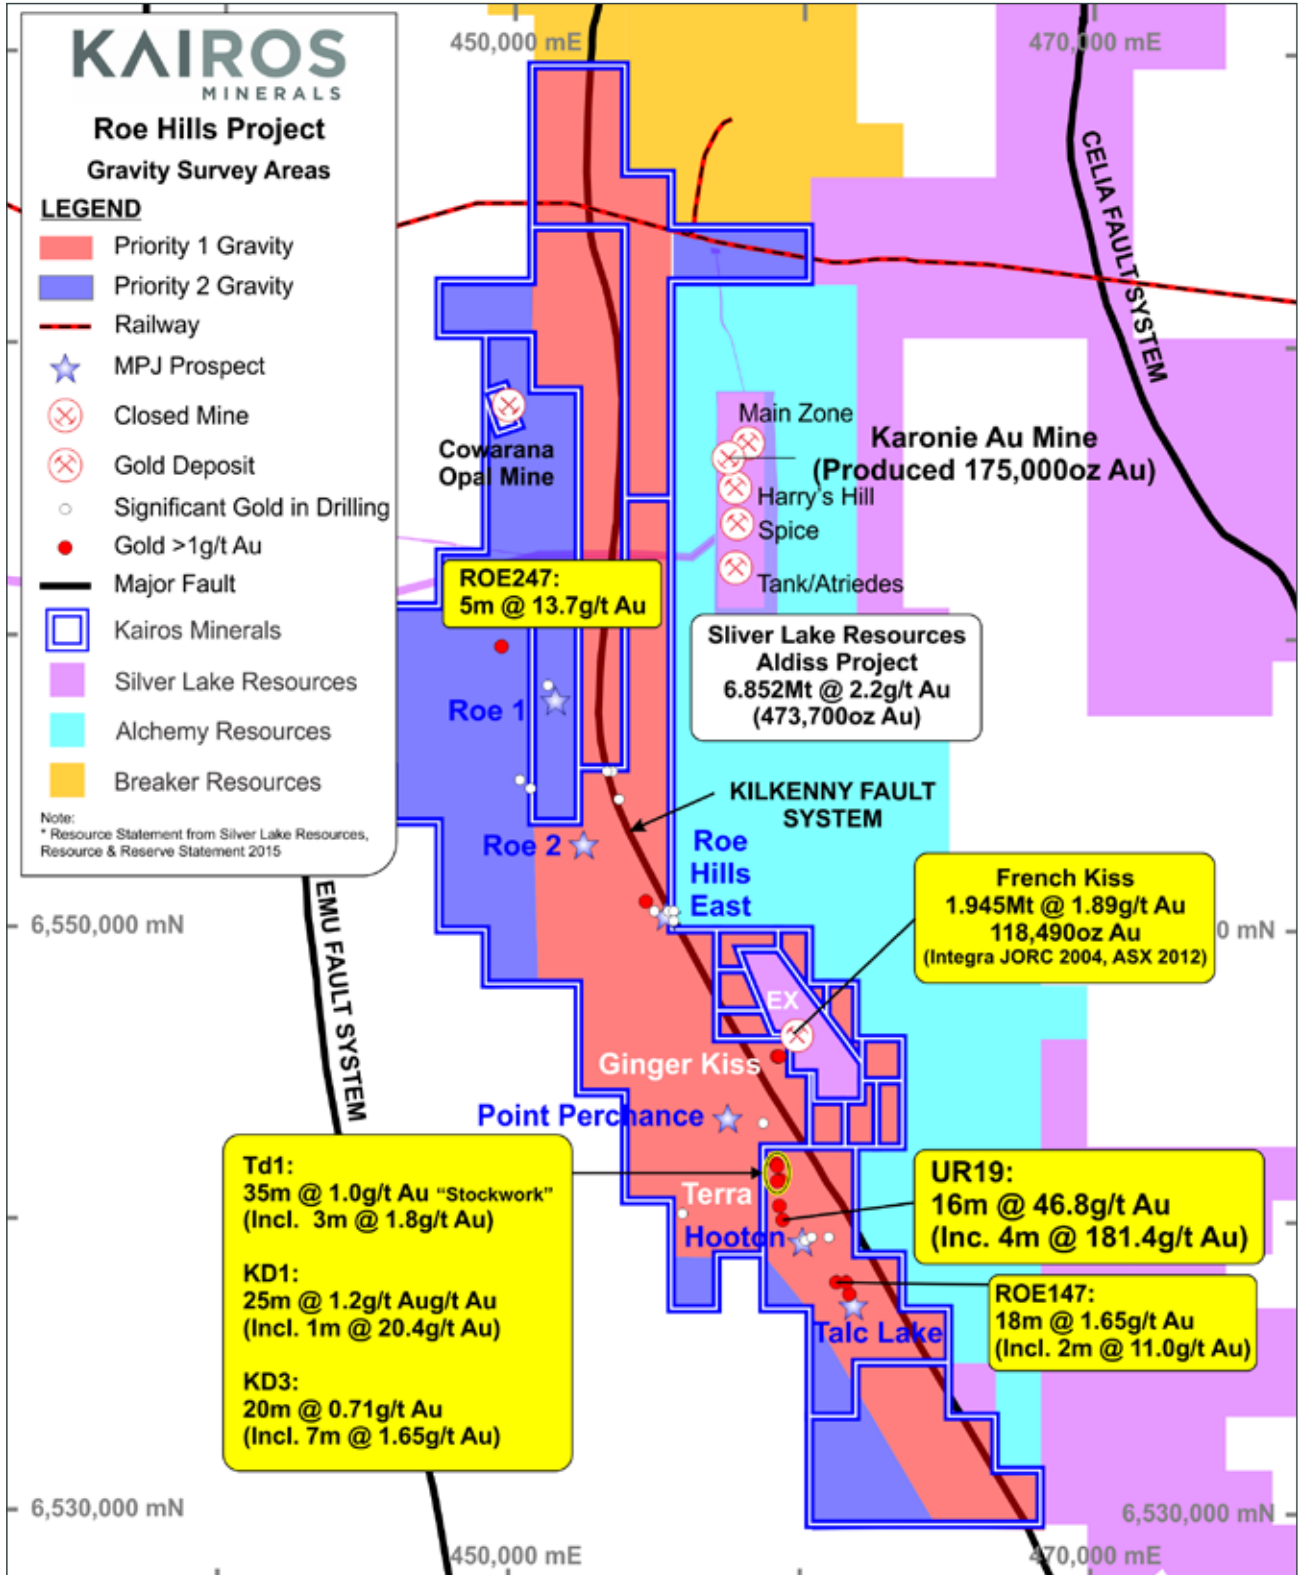 KAIROS
MINERALS
Roe Hills Project
Gravity Survey Areas
LEGEND
Priority 1 Gravity
Priority 2 Gravity
Railway
MPJ Prospect
Closed Mine
Gold Deposit
Significant Gold in Drilling
Gold >1g/t Au
Major Fault
Kairos Minerals
Silver Lake Resources
Alchemy Resources
Breaker Resources
Note:
* Resource Statement from Silver Lake Resources,
Resource & Reserve Statement 2015
450,000 mE
470,000 mE
CELIA FAULT SYSTEM
Cowarana
Opal Mine
Main Zone
Karonie Au Mine
(Produced 175,000oz Au)
Harry's Hill
Spice
Tank/Atriedes
ROE247:
5m @ 13.7g/t Au
Sliver Lake Resources
Aldiss Project
6.852Mt @ 2.2g/t Au
(473,700oz Au)
Roe 1
KILKENNY FAULT
SYSTEM
Roe 2
Roe
Hills
East
French Kiss
1.945Mt @ 1.89g/t Au
118,490oz Au
(Integra JORC 2004, ASX 2012)
6,550,000 mN
0 mN
EMU FAULT SYSTEM
EX
Ginger Kiss
Point Perchance
Td1:
35m @ 1.0g/t Au “Stockwork”
(Incl.  3m @ 1.8g/t Au)
KD1:
25m @ 1.2g/t Aug/t Au
(Incl. 1m @ 20.4g/t Au)
KD3:
20m @ 0.71g/t Au
(Incl. 7m @ 1.65g/t Au)
Terra
Hooton
UR19:
16m @ 46.8g/t Au
(Inc. 4m @ 181.4g/t Au)
ROE147:
18m @ 1.65g/t Au
(Incl. 2m @ 11.0g/t Au)
Talc Lake
6,530,000 mN
6,530,000 mN
450,000 mE
470,000 mE